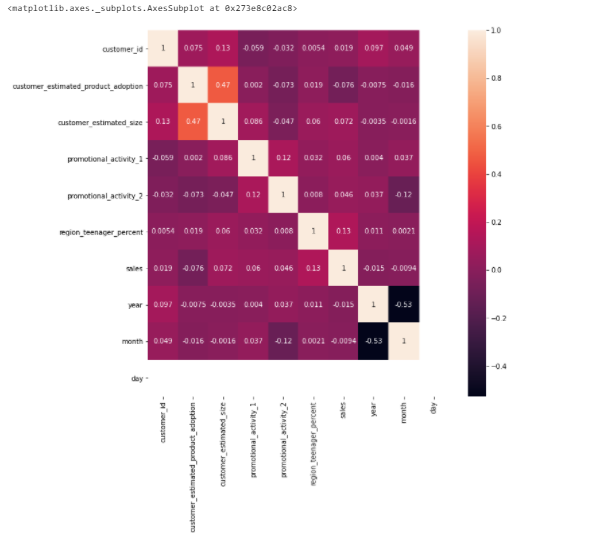 <matplotlib.axes._subplots.AxesSubplot at 0x273e8c02ac8>
1.0
customer_id 1 0.075 0.13 -0.059 -0.032 0.0054 0.019 0.097 0.049
customer_estimated_product_adoption 0.075 1 0.47 0.002 -0.073 0.019 -0.076 -0.0075 -0.016
0.8
customer_estimated_size 0.13 0.47 1 0.086 -0.047 0.06 0.072 -0.0035 -0.0016
0.6
promotional_activity_1 -0.059 0.002 0.086 1 0.12 0.032 0.06 0.004 0.037
0.4
promotional_activity_2 -0.032 -0.073 -0.047 0.12 1 0.008 0.046 0.037 -0.12
0.2
region_teenager_percent 0.0054 0.019 0.06 0.032 0.008 1 0.13 0.011 0.0021
sales 0.019 -0.076 0.072 0.06 0.046 0.13 1 -0.015 -0.0094
0.0
year 0.097 -0.0075 -0.0035 0.004 0.037 0.011 -0.015 1 -0.53
−0.2
month 0.049 -0.016 -0.0016 0.037 -0.12 0.0021 -0.0094 -0.53 1
−0.4
day
customer_id
customer_estimated_product_adoption
customer_estimated_size
promotional_activity_1
promotional_activity_2
region_teenager_percent
sales
year
month
day